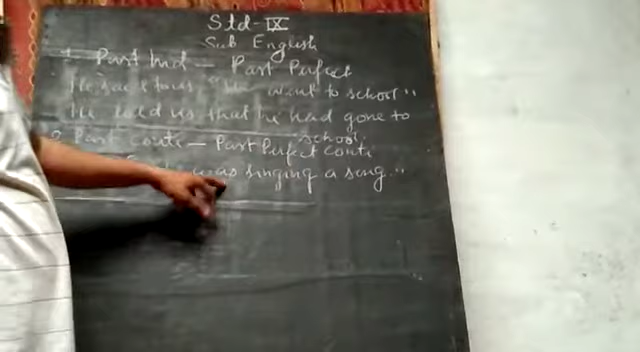 Std-IX
Sub English
1 Past Ind - Past Perfect
He said to us, "he went to school"
He told us that he had gone to
school.
2 Past conti - Past Perfect conti
was singing a song."